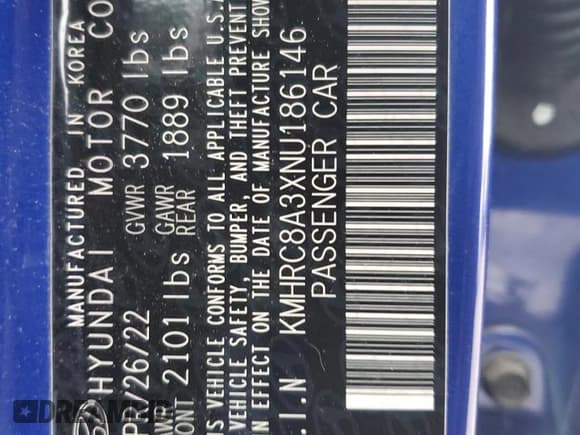 MANUFACTURED IN KOREA
HYUNDAI MOTOR CO
/26/22 GVWR 3770 lbs
GAWR
2101 lbs REAR 1889 lbs
VEHICLE CONFORMS TO ALL APPLICABLE U.S.A
VEHICLE SAFETY, BUMPER, AND THEFT PREVENT
IN EFFECT ON THE DATE OF MANUFACTURE SHOW
.I.N KMHRC8A3XNU186146
PASSENGER CAR
DREAMED